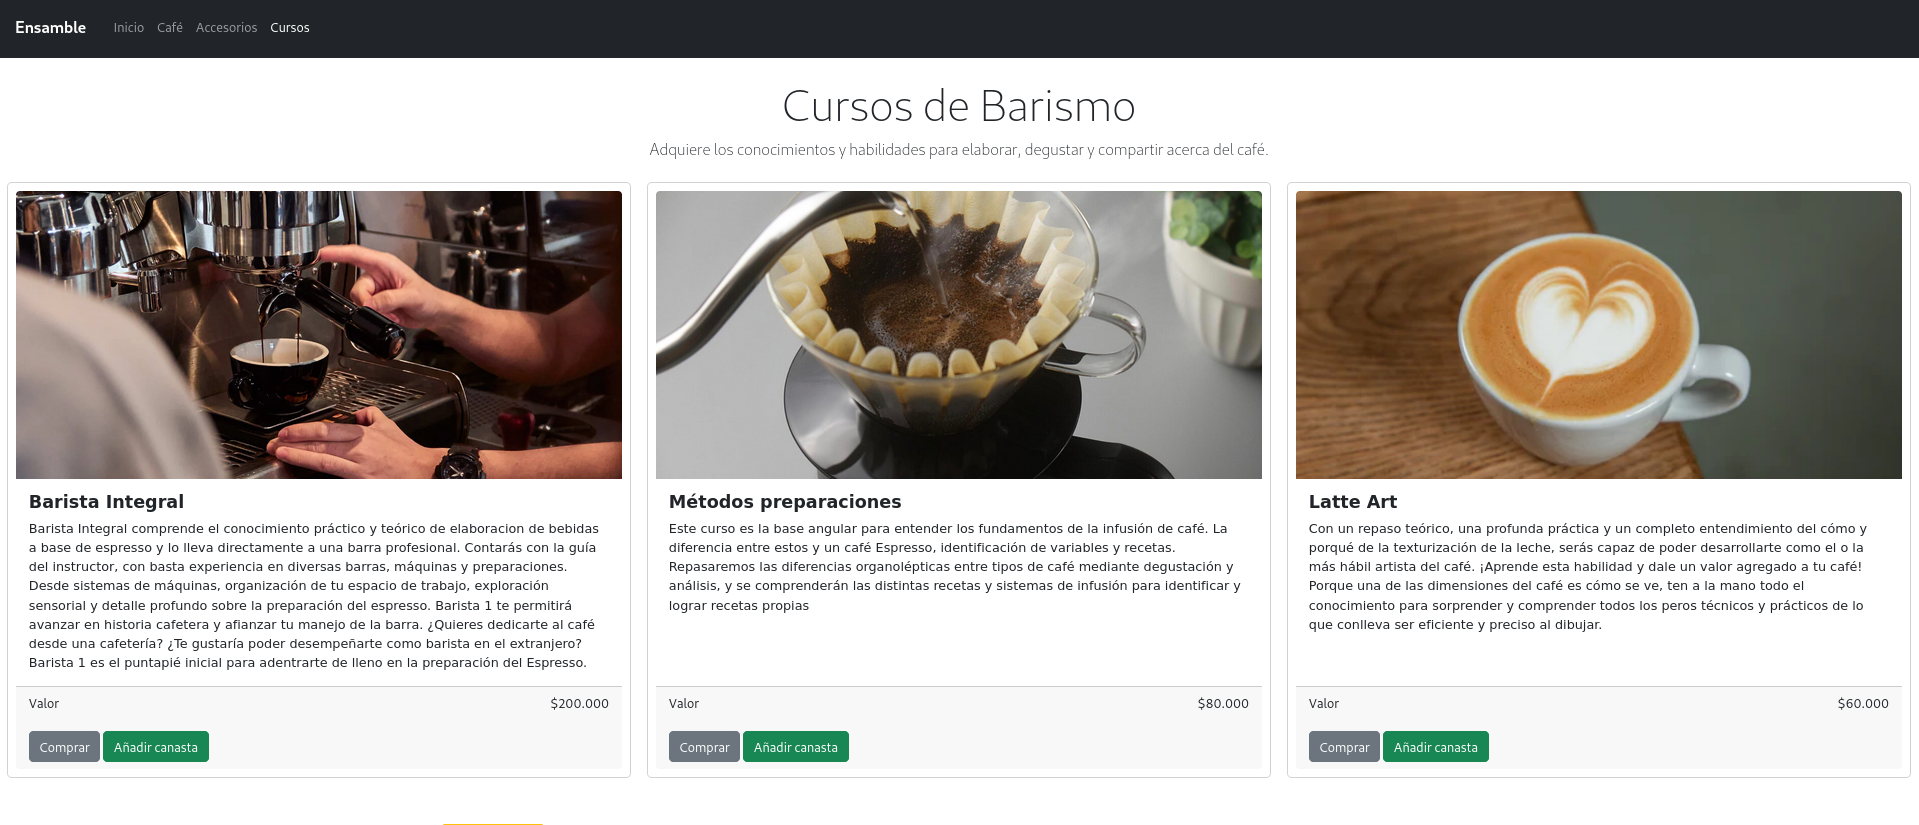 Ensamble
Inicio Café Accesorios Cursos
Cursos de Barismo
Adquiere los conocimientos y habilidades para elaborar, degustar y compartir acerca del café.
Barista Integral
Barista Integral comprende el conocimiento práctico y teórico de elaboracion de bebidas
a base de espresso y lo lleva directamente a una barra profesional. Contarás con la guía
del instructor, con basta experiencia en diversas barras, máquinas y preparaciones.
Desde sistemas de máquinas, organización de tu espacio de trabajo, exploración
sensorial y detalle profundo sobre la preparación del espresso. Barista 1 te permitirá
avanzar en historia cafetera y afianzar tu manejo de la barra. ¿Quieres dedicarte al café
desde una cafetería? ¿Te gustaría poder desempeñarte como barista en el extranjero?
Barista 1 es el puntapié inicial para adentrarte de lleno en la preparación del Espresso.
Valor $200.000
Comprar Añadir canasta
Métodos preparaciones
Este curso es la base angular para entender los fundamentos de la infusión de café. La
diferencia entre estos y un café Espresso, identificación de variables y recetas.
Repasaremos las diferencias organolépticas entre tipos de café mediante degustación y
análisis, y se comprenderán las distintas recetas y sistemas de infusión para identificar y
lograr recetas propias
Valor $80.000
Comprar Añadir canasta
Latte Art
Con un repaso teórico, una profunda práctica y un completo entendimiento del cómo y
porqué de la texturización de la leche, serás capaz de poder desarrollarte como el o la
más hábil artista del café. ¡Aprende esta habilidad y dale un valor agregado a tu café!
Porque una de las dimensiones del café es cómo se ve, ten a la mano todo el
conocimiento para sorprender y comprender todos los peros técnicos y prácticos de lo
que conlleva ser eficiente y preciso al dibujar.
Valor $60.000
Comprar Añadir canasta